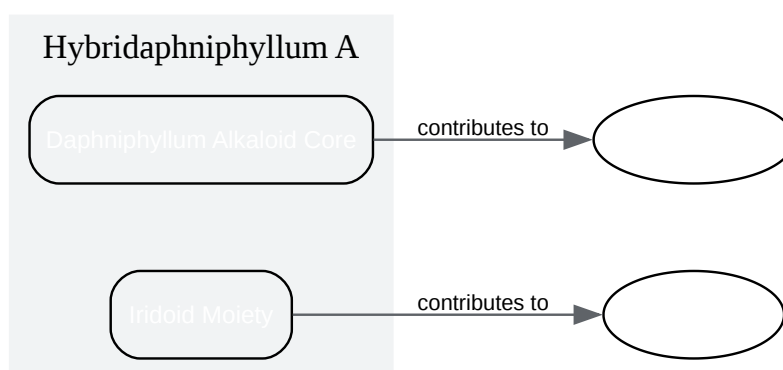 Hybridaphniphyllum A
Daphniphyllum Alkaloid Core
contributes to
Iridoid Moiety
contributes to